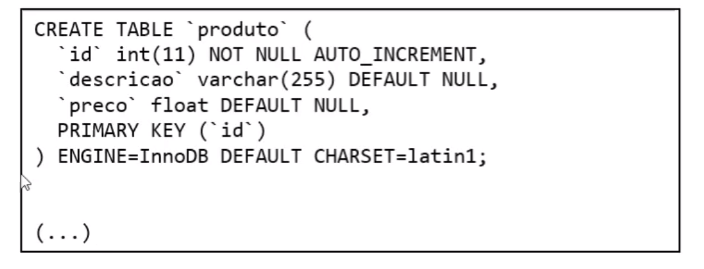 CREATE TABLE `produto` (
  `id` int(11) NOT NULL AUTO_INCREMENT,
  `descricao` varchar(255) DEFAULT NULL,
  `preco` float DEFAULT NULL,
  PRIMARY KEY (`id`)
) ENGINE=InnoDB DEFAULT CHARSET=latin1;
(...)